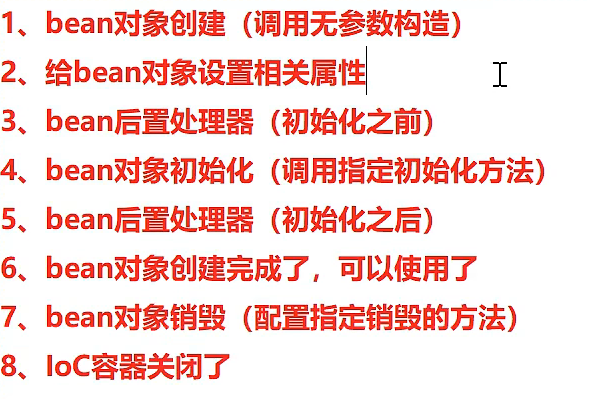 1、bean对象创建（调用无参数构造）
2、给bean对象设置相关属性
3、bean后置处理器（初始化之前）
4、bean对象初始化（调用指定初始化方法）
5、bean后置处理器（初始化之后）
6、bean对象创建完成了，可以使用了
7、bean对象销毁（配置指定销毁的方法）
8、IoC容器关闭了